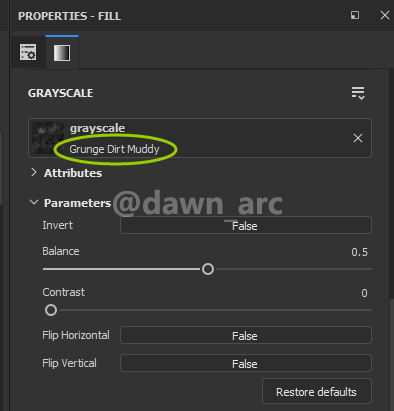 PROPERTIES - FILL
GRAYSCALE
grayscale
Grunge Dirt Muddy
Attributes
Parameters
@dawn_arc
Invert False
Balance 0.5
Contrast 0
Flip Horizontal False
Flip Vertical False
Restore defaults